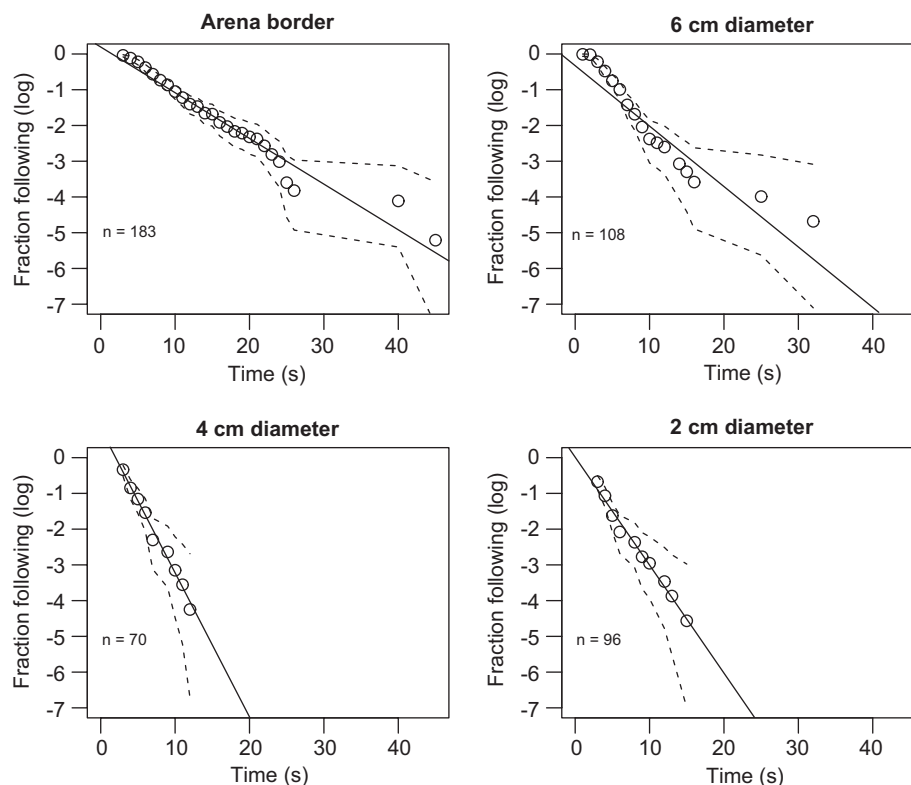 Arena border
Fraction following (log)
0
-1
-2
-3
-4
-5
-6
-7
n = 183
0 10 20 30 40
Time (s)
6 cm diameter
Fraction following (log)
0
-1
-2
-3
-4
-5
-6
-7
n = 108
0 10 20 30 40
Time (s)
4 cm diameter
Fraction following (log)
0
-1
-2
-3
-4
-5
-6
-7
n = 70
0 10 20 30 40
Time (s)
2 cm diameter
Fraction following (log)
0
-1
-2
-3
-4
-5
-6
-7
n = 96
0 10 20 30 40
Time (s)